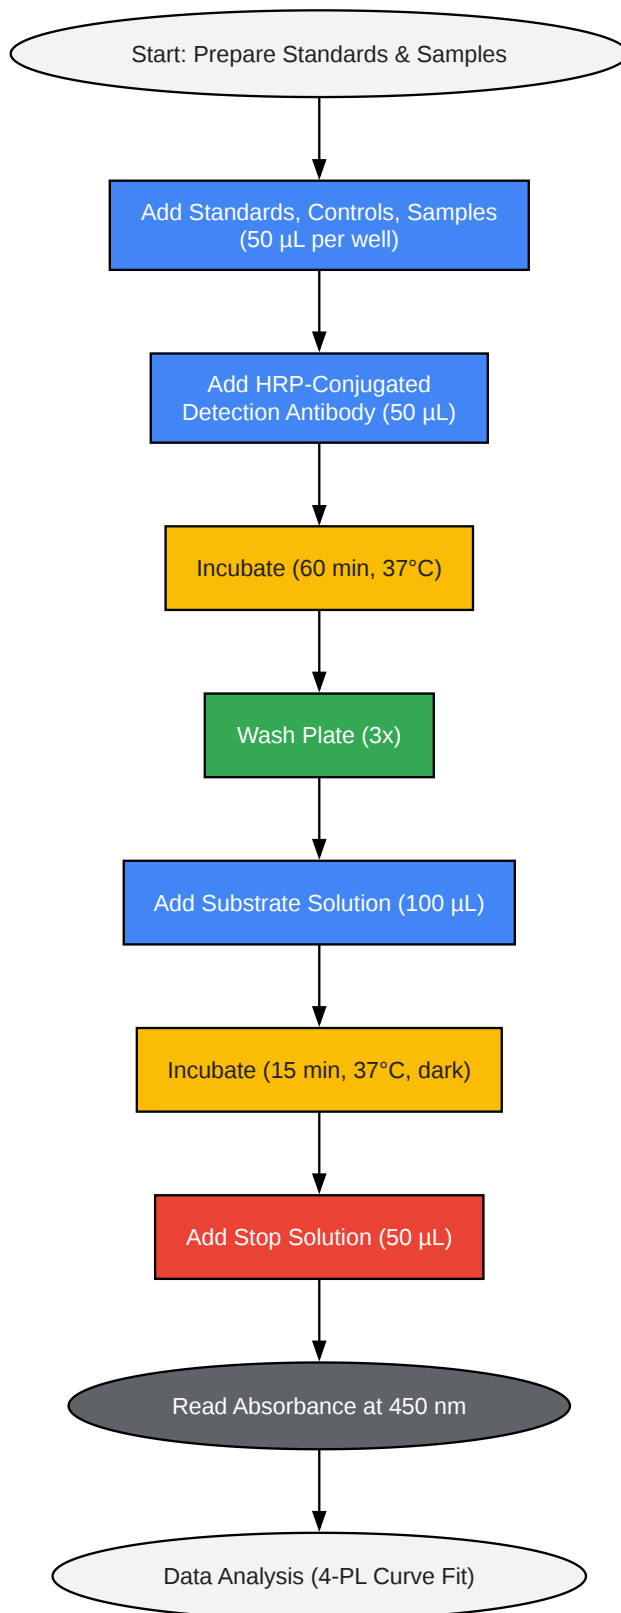 Start: Prepare Standards & Samples
Add Standards, Controls, Samples
(50 µL per well)
Add HRP-Conjugated
Detection Antibody (50 µL)
Incubate (60 min, 37°C)
Wash Plate (3x)
Add Substrate Solution (100 µL)
Incubate (15 min, 37°C, dark)
Add Stop Solution (50 µL)
Read Absorbance at 450 nm
Data Analysis (4-PL Curve Fit)